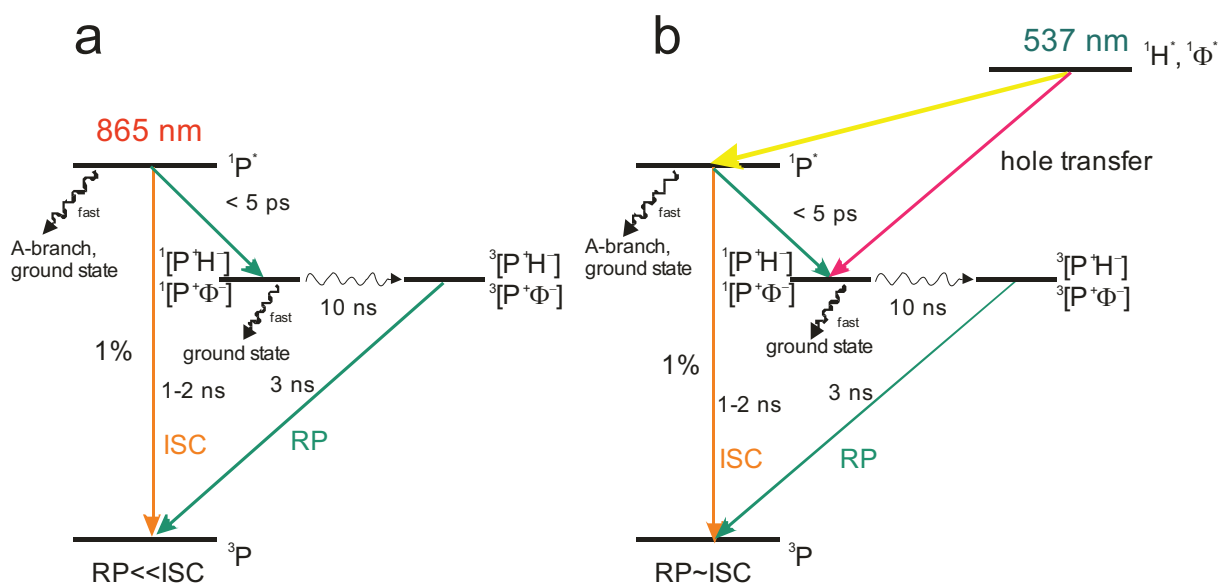 a
865 nm
¹P*
fast
< 5 ps
A-branch,
ground state
¹[P⁺H⁻]
¹[P⁺Φ⁻]
³[P⁺H⁻]
³[P⁺Φ⁻]
10 ns
fast
ground state
1%
1-2 ns
3 ns
ISC
RP
³P
RP<<ISC
b
537 nm
¹H*, ¹Φ*
¹P*
hole transfer
fast
< 5 ps
A-branch,
ground state
¹[P⁺H⁻]
¹[P⁺Φ⁻]
³[P⁺H⁻]
³[P⁺Φ⁻]
10 ns
fast
ground state
1%
1-2 ns
3 ns
ISC
RP
³P
RP~ISC